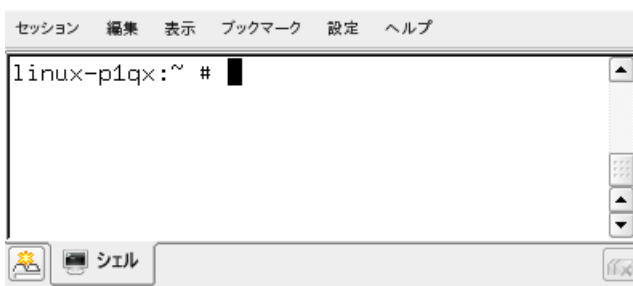 セッション 編集 表示 ブックマーク 設定 ヘルプ
linux-p1qx:~ #
シェル